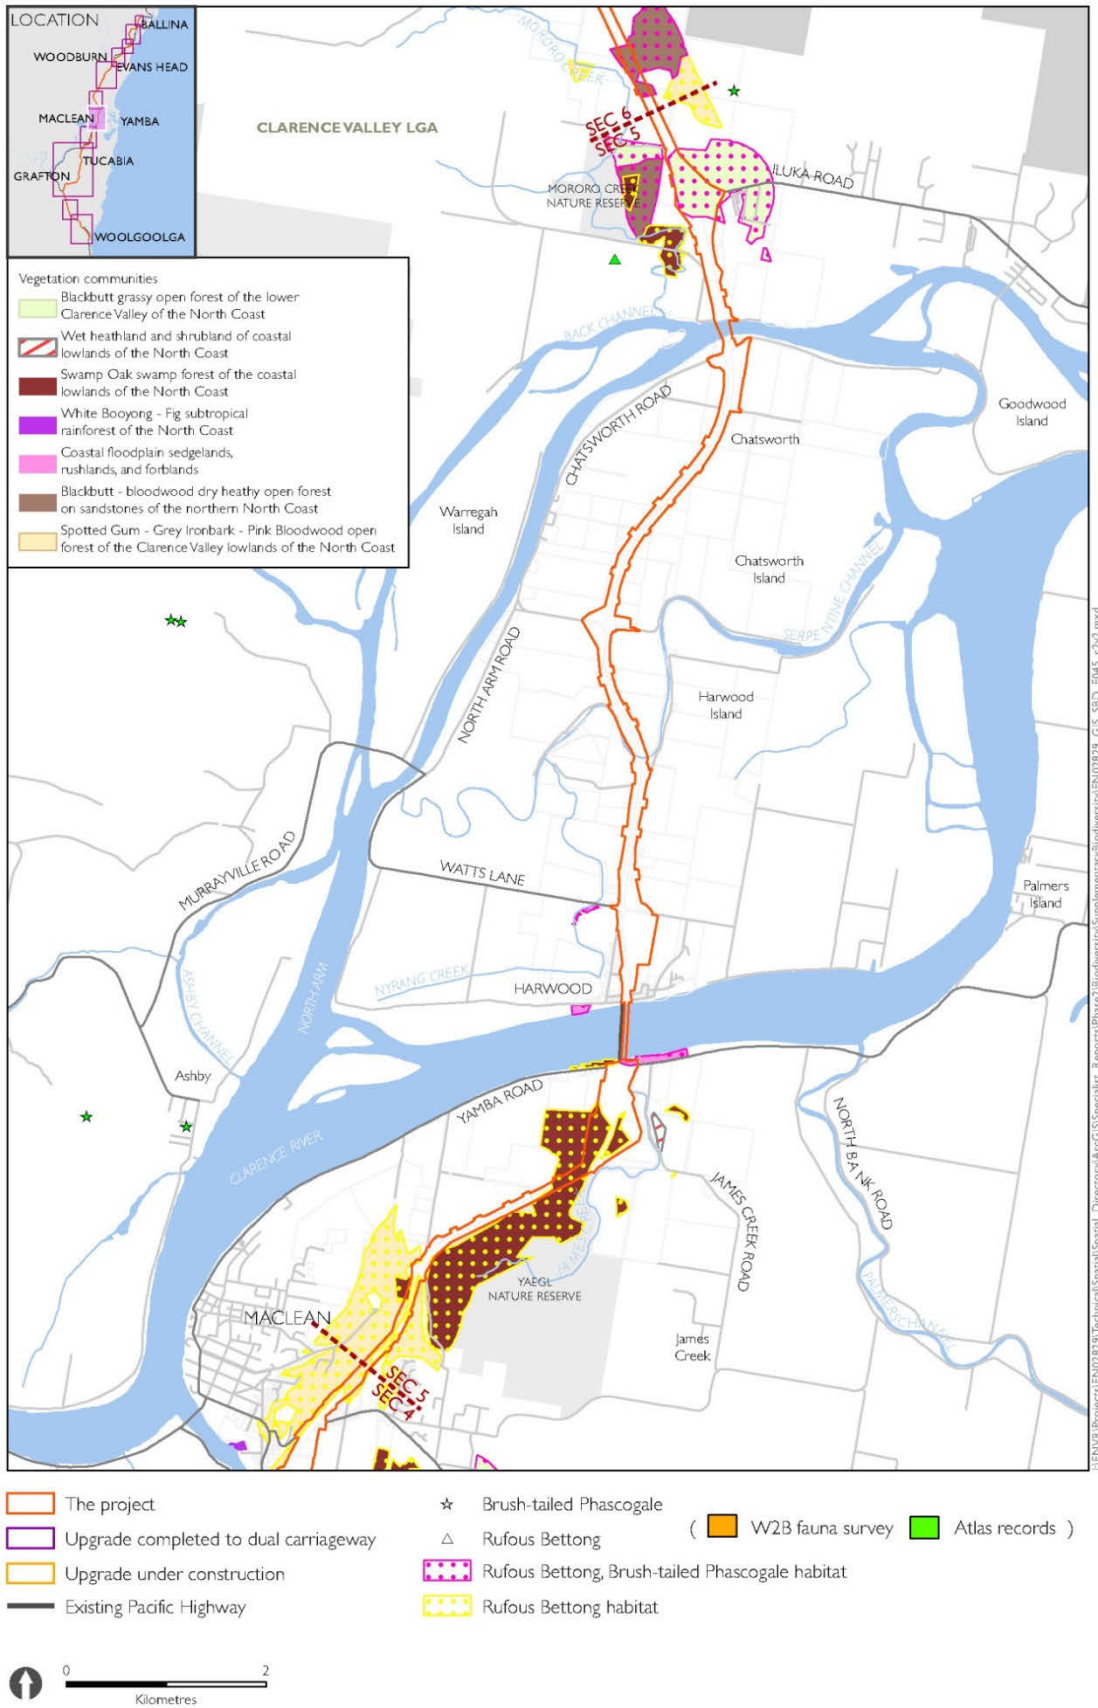 LOCATION
BALLINA
WOODBURN
EVANS HEAD
MACLEAN
YAMBA
TUCABIA
GRAFTON
WOOLGOOLGA
MORORO CREEK
CLARENCE VALLEY LGA
SEC 6
SEC 5
ILUKA ROAD
MORORO CREEK
NATURE RESERVE
Vegetation communities
Blackbutt grassy open forest of the lower
Clarence Valley of the North Coast
Wet heathland and shrubland of coastal
lowlands of the North Coast
Swamp Oak swamp forest of the coastal
lowlands of the North Coast
White Booyong - Fig subtropical
rainforest of the North Coast
Coastal floodplain sedgelands,
rushlands, and forblands
Blackbutt - bloodwood dry heathy open forest
on sandstones of the northern North Coast
Spotted Gum - Grey Ironbark - Pink Bloodwood open
forest of the Clarence Valley lowlands of the North Coast
BACK CHANNEL
CHATSWORTH ROAD
Goodwood
Island
Chatsworth
Warregah
Island
Chatsworth
Island
SERPENTINE CHANNEL
NORTH ARM ROAD
Harwood
Island
MURRAYVILLE ROAD
WATTS LANE
Palmers
Island
NYRANG CREEK
HARWOOD
ASHBY CHANNEL
NORTH ARM
Ashby
YAMBA ROAD
CLARENCE RIVER
NORTH BANK ROAD
JAMES CREEK ROAD
YAEGL
NATURE RESERVE
PALMERS CHANNEL
MACLEAN
James
Creek
SEC 5
SEC 4
The project
Upgrade completed to dual carriageway
Upgrade under construction
Existing Pacific Highway
Brush-tailed Phascogale
Rufous Bettong
Rufous Bettong, Brush-tailed Phascogale habitat
Rufous Bettong habitat
( W2B fauna survey Atlas records )
0 2
Kilometres